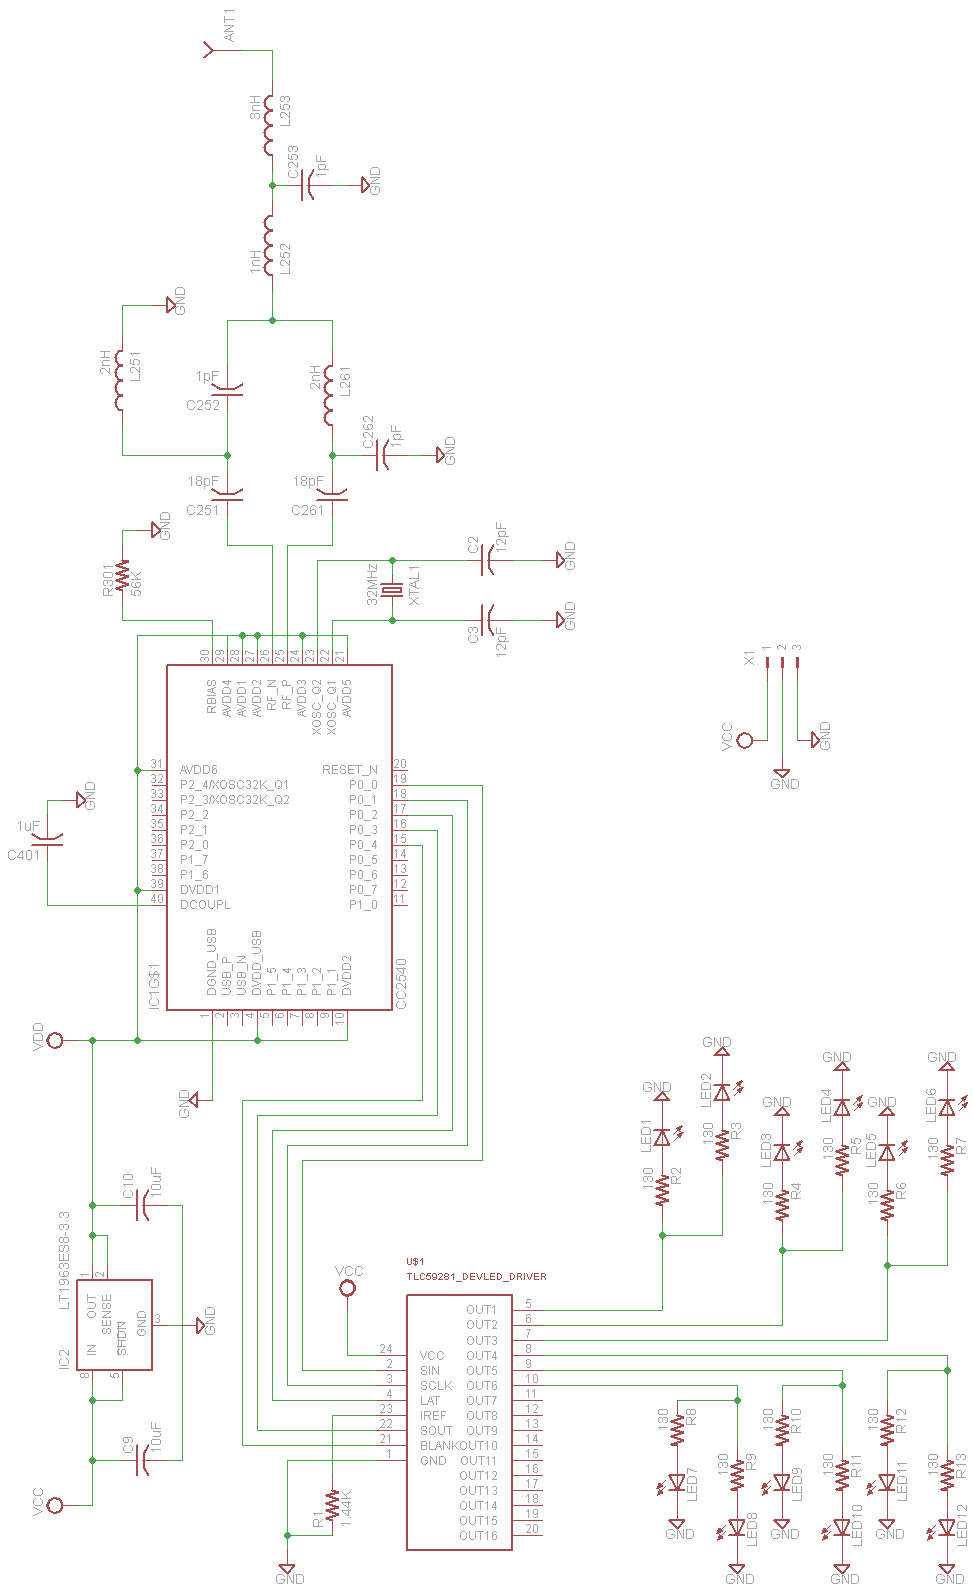 ANT1
3nH
L253
C253
1pF
GND
1nH
L252
GND
2nH
L251
1pF
C252
2nH
L261
C262
1pF
GND
18pF
C251
18pF
C261
GND
R301
56K
32MHz
XTAL1
C2
12pF
GND
C3
12pF
GND
30
29
28
27
26
25
24
23
22
21
RBIAS
AVDD4
AVDD1
AVDD2
RF_N
RF_P
AVDD3
XOSC_Q2
XOSC_Q1
AVDD5
X1
1
2
3
VCC
GND
GND
31 AVDD6
32 P2_4/XOSC32K_Q1
33 P2_3/XOSC32K_Q2
34 P2_2
35 P2_1
36 P2_0
37 P1_7
38 P1_6
39 DVDD1
40 DCOUPL
RESET_N 20
P0_0 19
P0_1 18
P0_2 17
P0_3 16
P0_4 15
P0_5 14
P0_6 13
P0_7 12
P1_0 11
GND
1uF
C401
DGND_USB
USB_P
USB_N
DVDD_USB
P1_5
P1_4
P1_3
P1_2
P1_1
DVDD2
1
2
3
4
5
6
7
8
9
10
IC1G$1
CC2540
VDD
GND
C10
10uF
LT1963ES8-3.3
IC2
1
2
OUT
SENSE
GND
3
GND
IN
SHDN
8
5
C9
10uF
VCC
VCC
U$1
TLC59281_DEVLED_DRIVER
24 VCC
2 SIN
3 SCLK
4 LAT
23 IREF
22 SOUT
21 BLANK
1 GND
OUT1 5
OUT2 6
OUT3 7
OUT4 8
OUT5 9
OUT6 10
OUT7 11
OUT8 12
OUT9 13
OUT10 14
OUT11 15
OUT12 16
OUT13 17
OUT14 18
OUT15 19
OUT16 20
R1
1.44K
GND
GND
LED1
130
R2
GND
LED2
130
R3
GND
LED3
130
R4
GND
LED4
130
R5
GND
LED5
130
R6
GND
LED6
130
R7
130
R8
LED7
GND
130
R9
LED8
GND
130
R10
LED9
GND
130
R11
LED10
GND
130
R12
LED11
GND
130
R13
LED12
GND